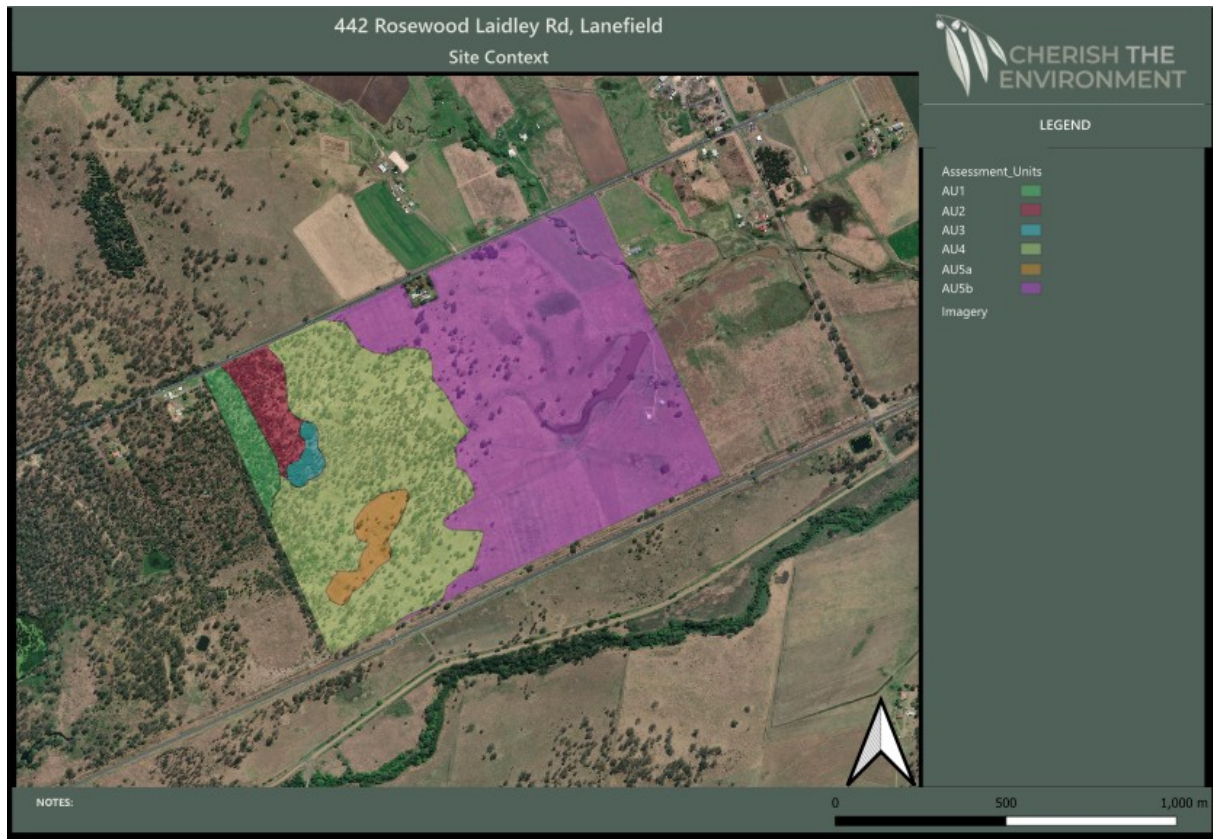 442 Rosewood Laidley Rd, Lanefield
Site Context
CHERISH THE
ENVIRONMENT
LEGEND
Assessment_Units
AU1
AU2
AU3
AU4
AU5a
AU5b
Imagery
NOTES:
0 500 1,000 m